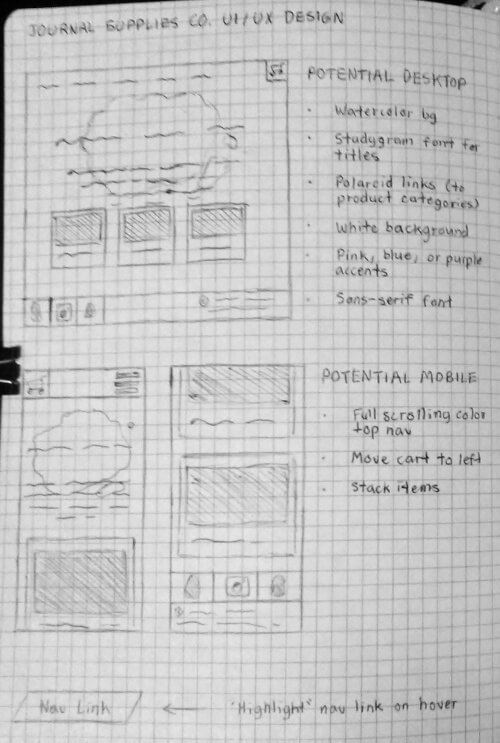 JOURNAL SUPPLIES CO. UI/UX DESIGN
POTENTIAL DESKTOP
· Watercolor bg
· Studygram font for
titles
· Polaroid links (to
product categories)
· White background
· Pink, blue, or purple
accents
· Sans-serif font
POTENTIAL MOBILE
· Full scrolling color
top nav
· Move cart to left
· Stack items
Nav Link ← "Highlight" nav link on hover